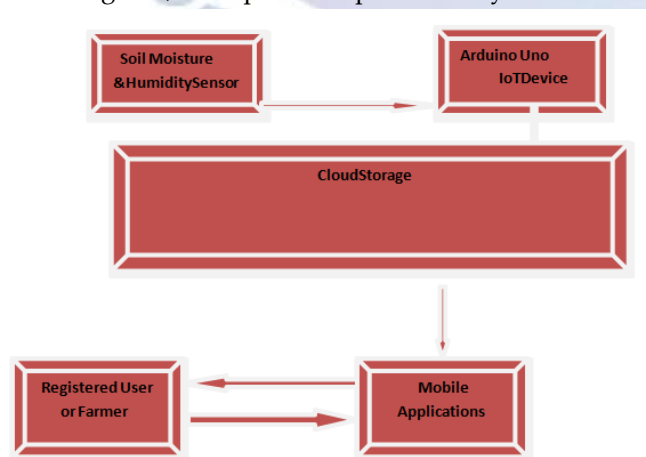 Soil Moisture
&HumiditySensor
Arduino Uno
IoTDevice
CloudStorage
Registered User
or Farmer
Mobile
Applications